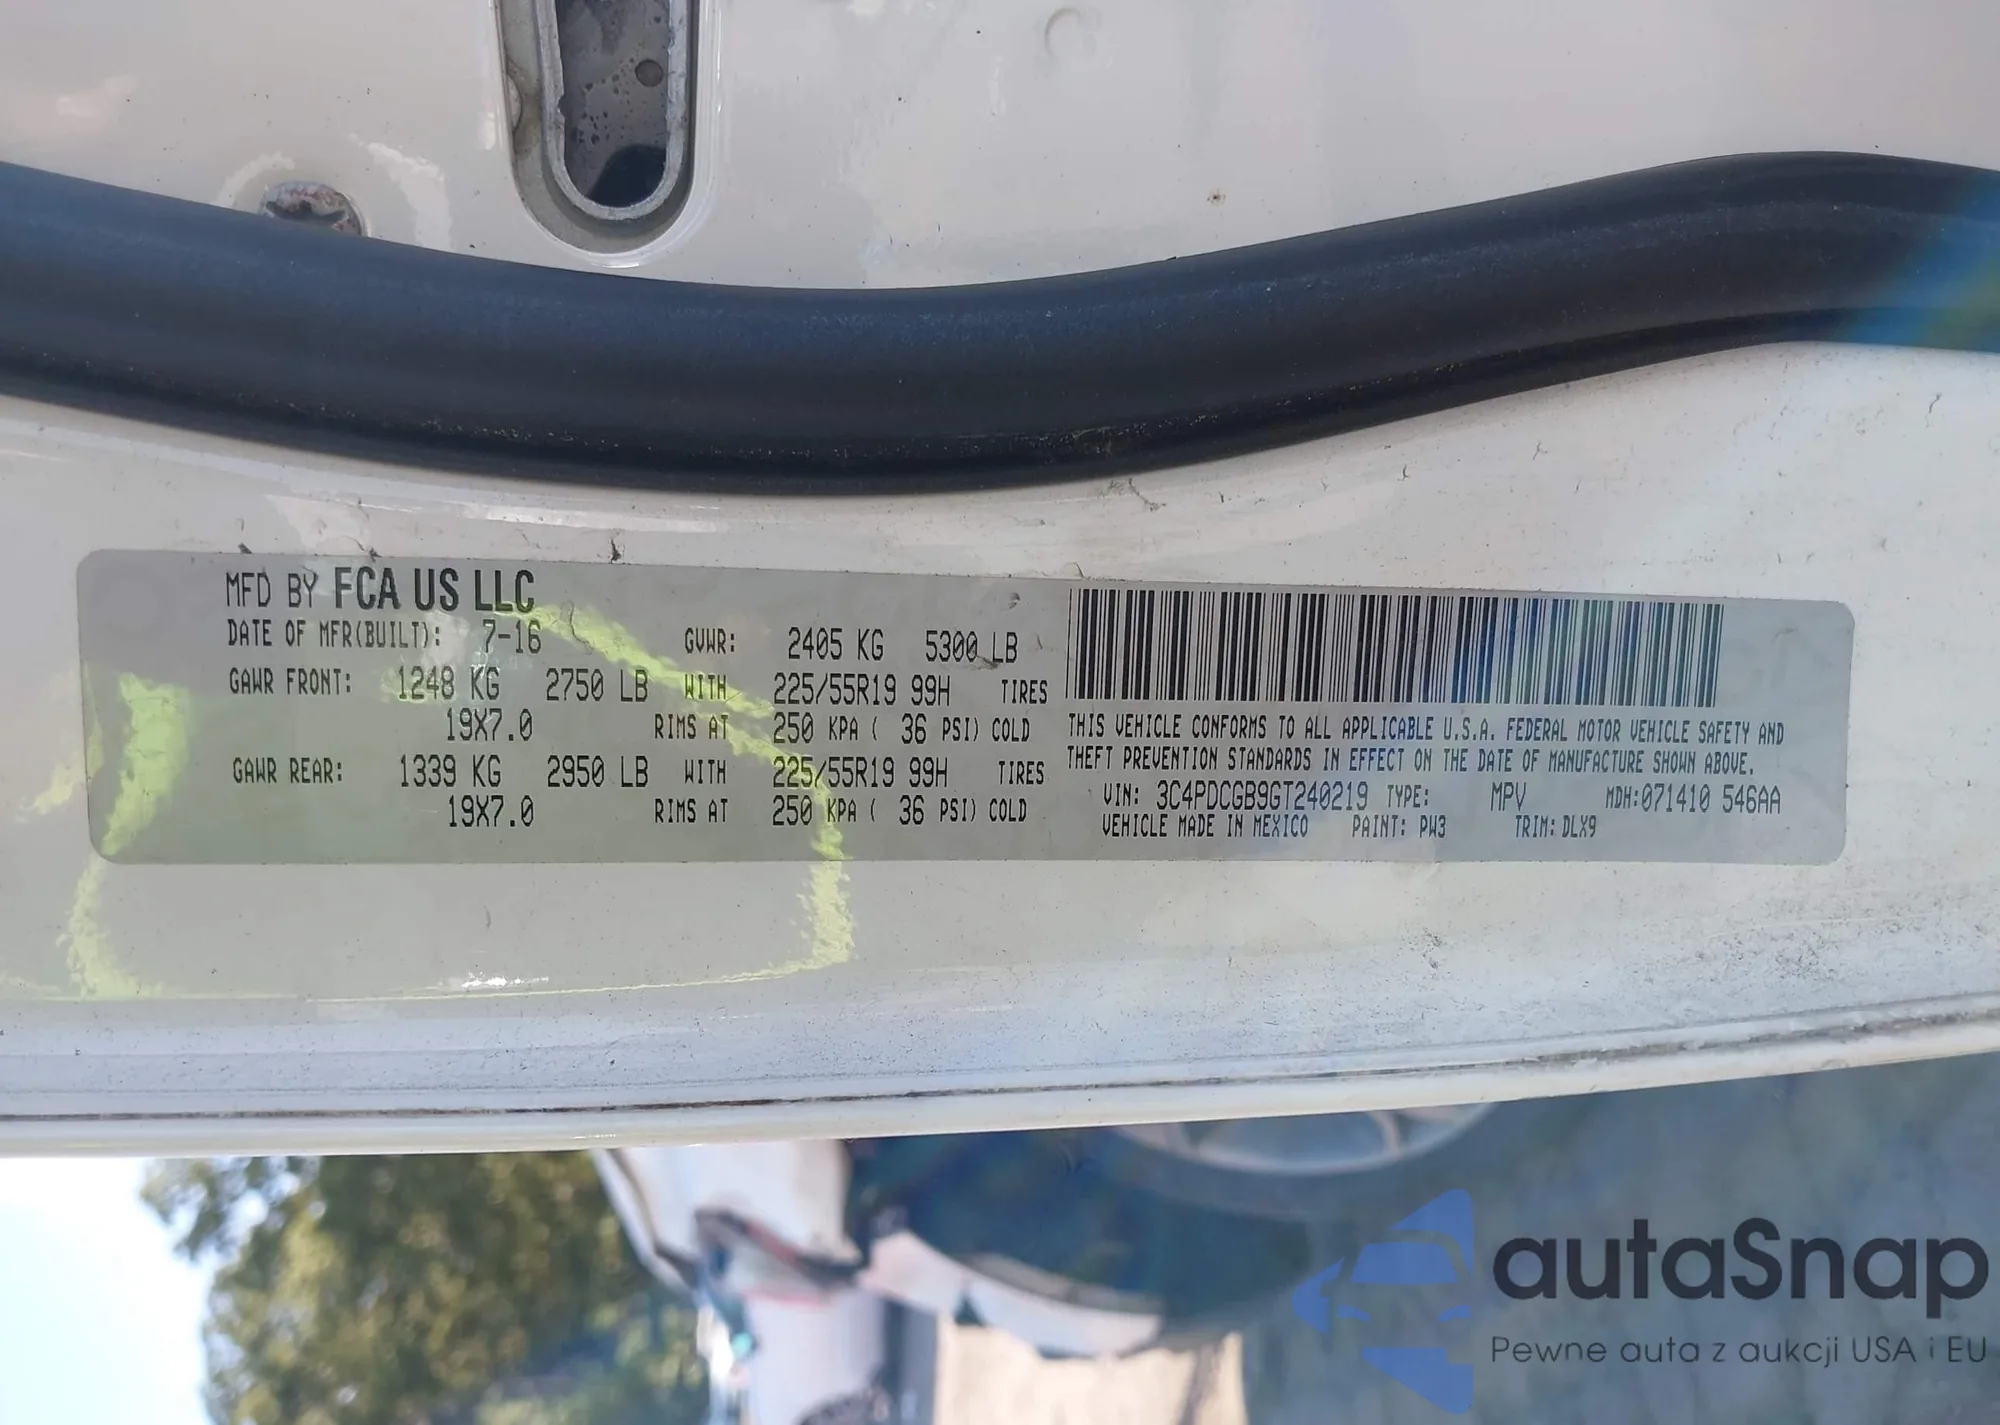 MFD BY FCA US LLC
DATE OF MFR(BUILT): 7-16 GVWR: 2405 KG 5300 LB
GAWR FRONT: 1248 KG 2750 LB WITH 225/55R19 99H TIRES
19X7.0 RIMS AT 250 KPA ( 36 PSI) COLD
GAWR REAR: 1339 KG 2950 LB WITH 225/55R19 99H TIRES
19X7.0 RIMS AT 250 KPA ( 36 PSI) COLD
THIS VEHICLE CONFORMS TO ALL APPLICABLE U.S.A. FEDERAL MOTOR VEHICLE SAFETY AND
THEFT PREVENTION STANDARDS IN EFFECT ON THE DATE OF MANUFACTURE SHOWN ABOVE.
VIN: 3C4PDCGB9GT240219 TYPE: MPV MDH:071410 546AA
VEHICLE MADE IN MEXICO PAINT: PW3 TRIM: DLX9
autaSnap
Pewne auta z aukcji USA i EU